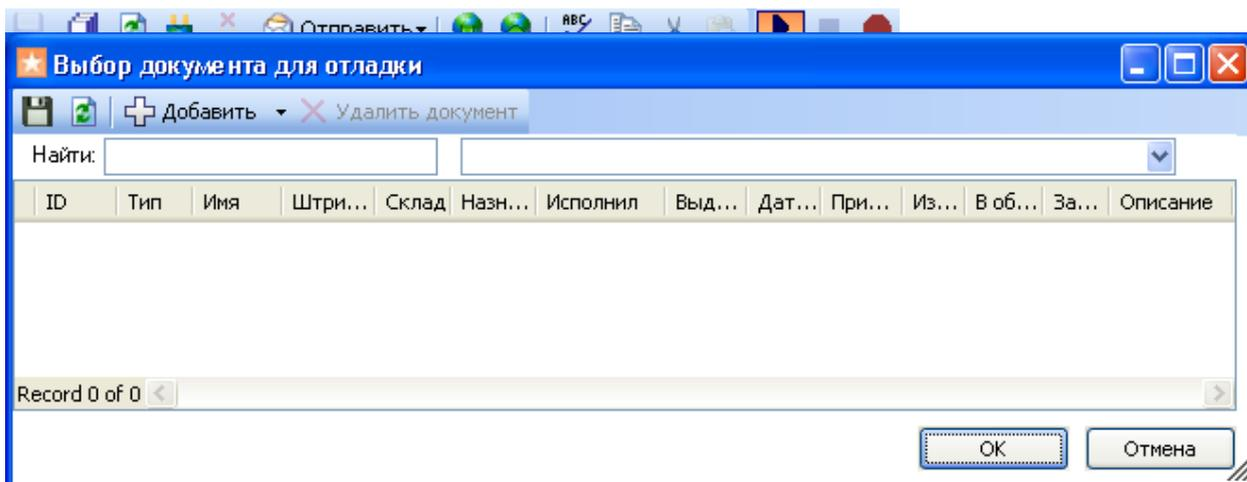 Отправить ABC
Выбор документа для отладки
Добавить Удалить документ
Найти:
ID Тип Имя Штри... Склад Назн... Исполнил Выд... Дат... При... Из... В об... За... Описание
Record 0 of 0
OK Отмена